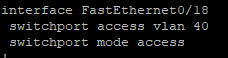 interface FastEthernet0/18
switchport access vlan 40
switchport mode access
!